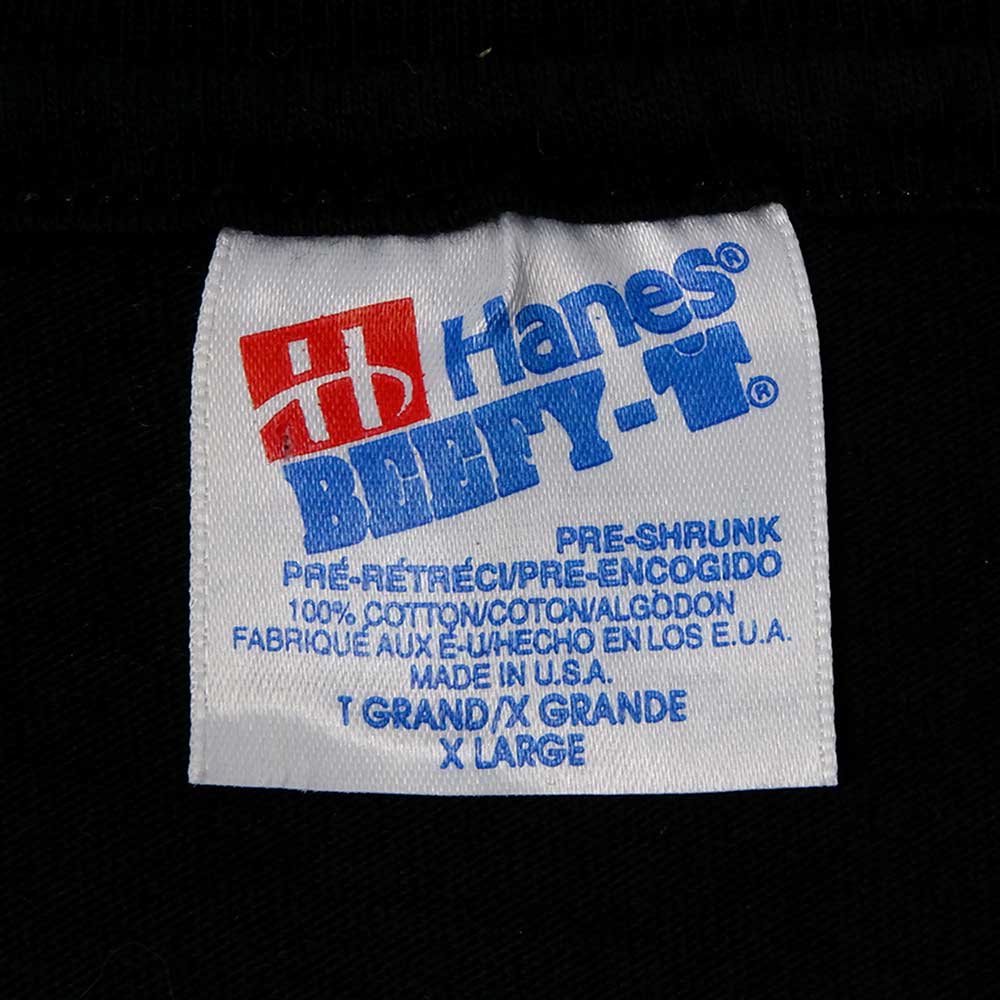 Hanes®
BEEFY-T®
PRE-SHRUNK
PRÉ-RÉTRÉCI/PRE-ENCOGIDO
100% COTTON/COTON/ALGODON
FABRIQUÉ AUX É-U/HECHO EN LOS E.U.A.
MADE IN U.S.A.
T GRAND/X GRANDE
X LARGE